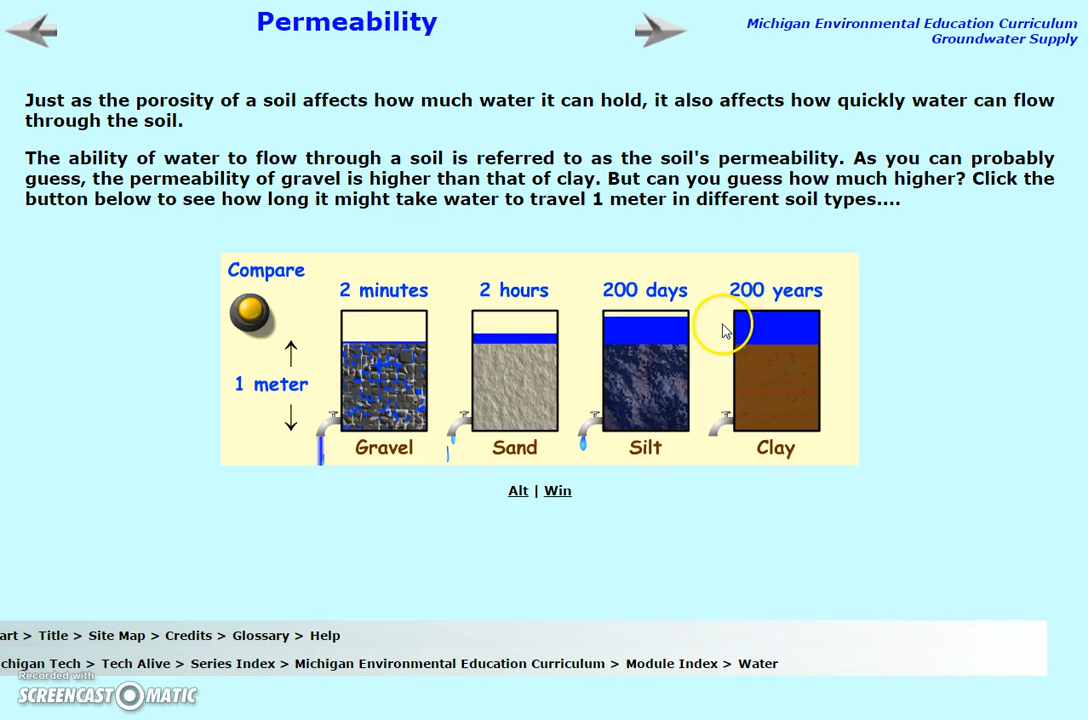 Permeability
Michigan Environmental Education Curriculum
Groundwater Supply
Just as the porosity of a soil affects how much water it can hold, it also affects how quickly water can flow
through the soil.
The ability of water to flow through a soil is referred to as the soil's permeability. As you can probably
guess, the permeability of gravel is higher than that of clay. But can you guess how much higher? Click the
button below to see how long it might take water to travel 1 meter in different soil types....
Compare
2 minutes 2 hours 200 days 200 years
1 meter
Gravel Sand Silt Clay
Alt | Win
art > Title > Site Map > Credits > Glossary > Help
chigan Tech > Tech Alive > Series Index > Michigan Environmental Education Curriculum > Module Index > Water
Recorded with
SCREENCAST O MATIC